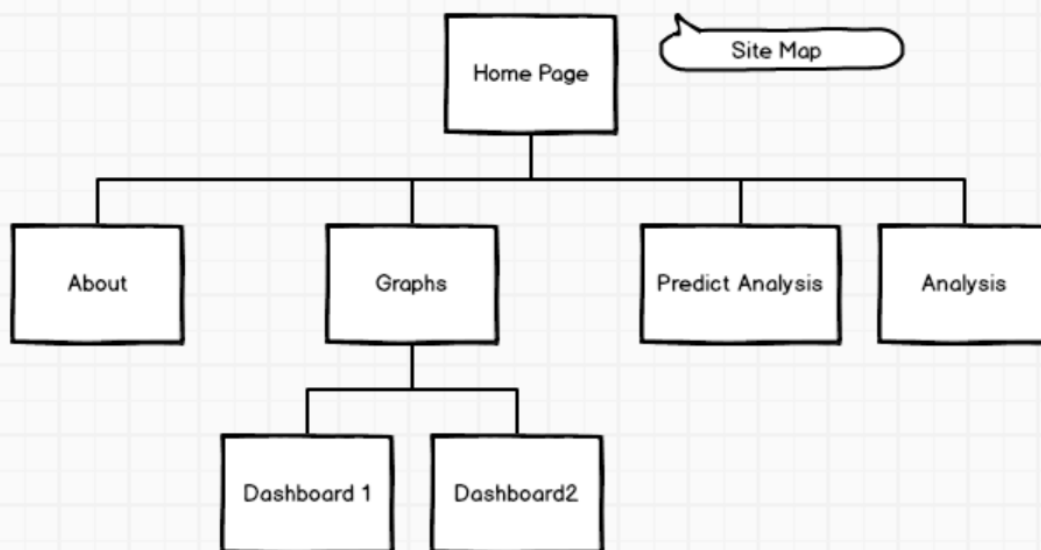 Home Page
Site Map
About
Graphs
Predict Analysis
Analysis
Dashboard 1
Dashboard2